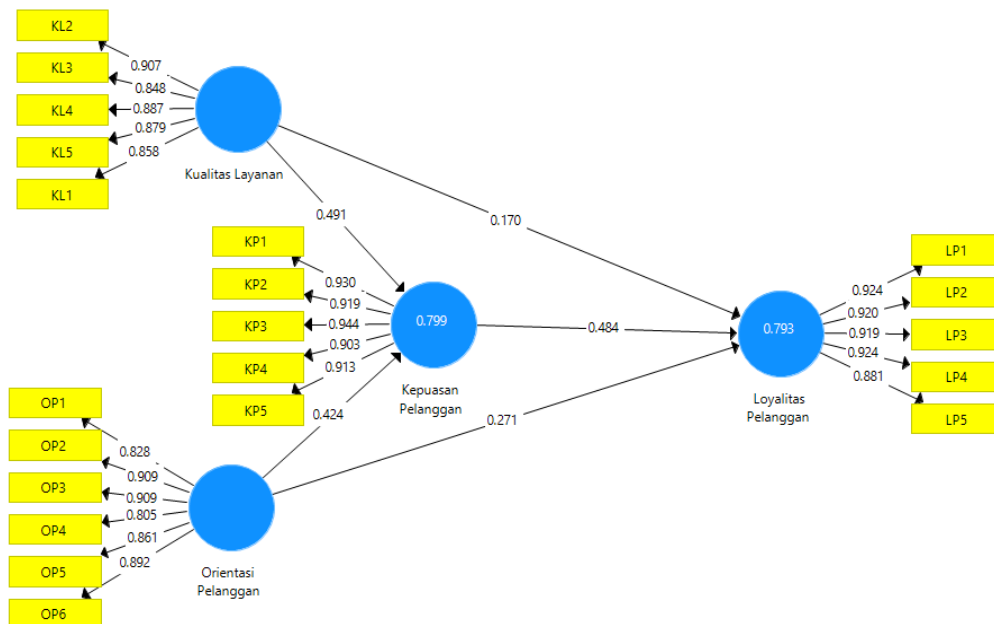 KL2
KL3
KL4
KL5
KL1
0.907
0.848
0.887
0.879
0.858
Kualitas Layanan
0.491
0.170
KP1
KP2
KP3
KP4
KP5
0.930
0.919
0.944
0.903
0.913
0.799
Kepuasan
Pelanggan
0.484
0.424
0.271
OP1
OP2
OP3
OP4
OP5
OP6
0.828
0.909
0.909
0.805
0.861
0.892
Orientasi
Pelanggan
0.793
Loyalitas
Pelanggan
0.924
0.920
0.919
0.924
0.881
LP1
LP2
LP3
LP4
LP5